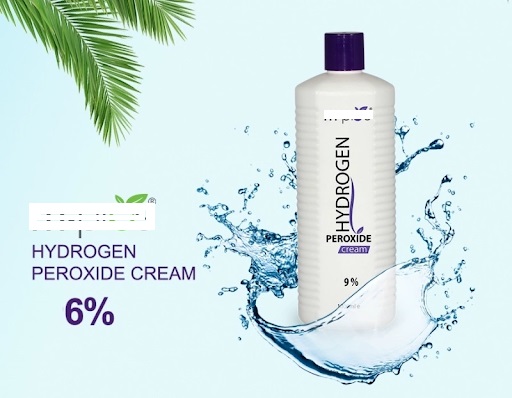 HYDROGEN
PEROXIDE CREAM
6%
HYDROGEN
PEROXIDE
cream
9%